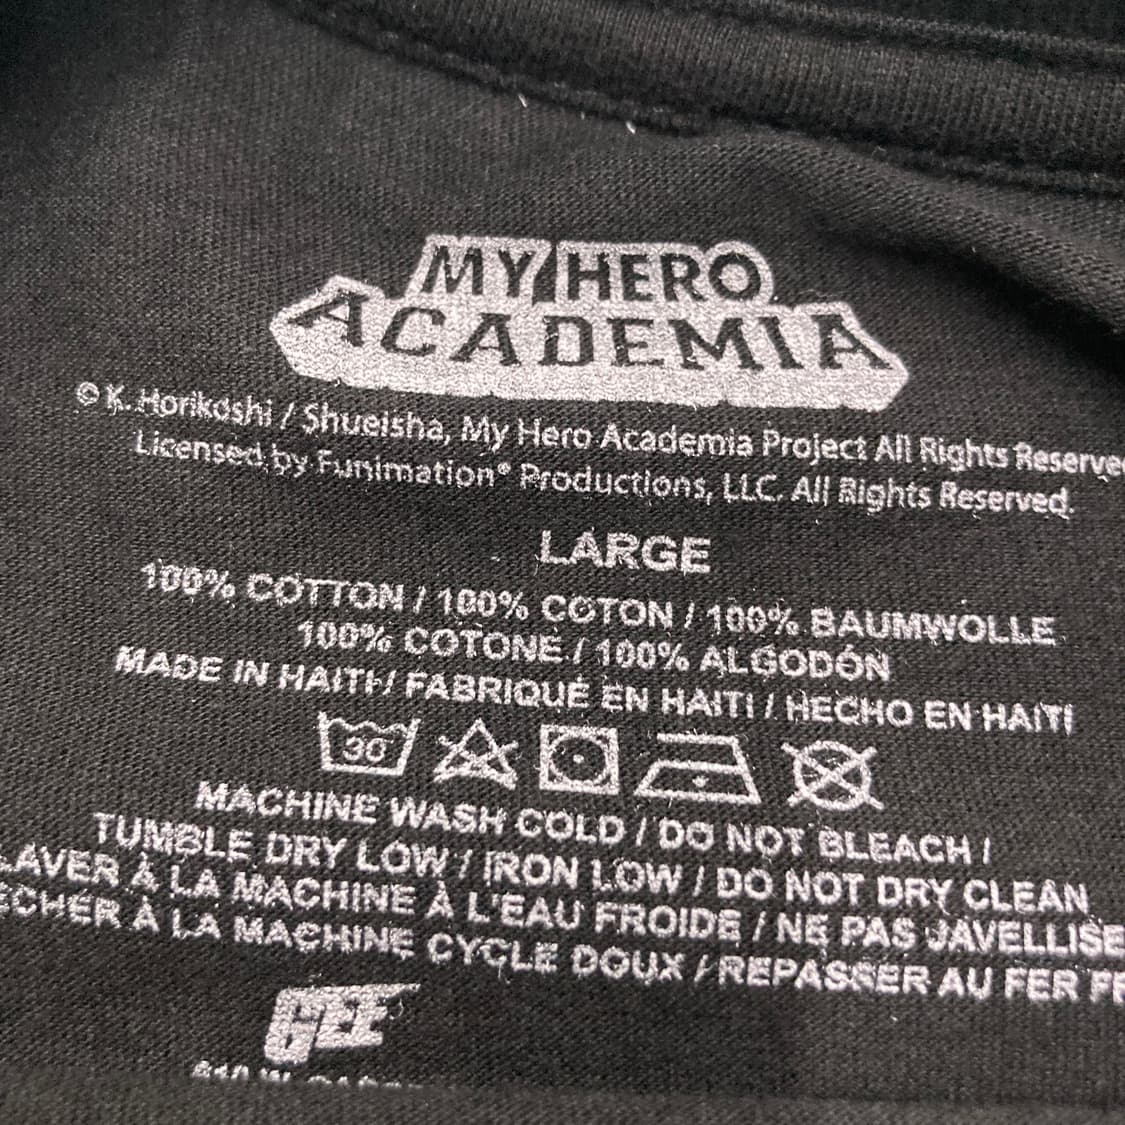 MY HERO
ACADEMIA
© K. Horikoshi / Shueisha, My Hero Academia Project All Rights Reserved
Licensed by Funimation® Productions, LLC. All Rights Reserved.
LARGE
100% COTTON / 100% COTON / 100% BAUMWOLLE
100% COTONE / 100% ALGODÓN
MADE IN HAITI / FABRIQUÉ EN HAITI / HECHO EN HAITÍ
30
MACHINE WASH COLD / DO NOT BLEACH /
TUMBLE DRY LOW / IRON LOW / DO NOT DRY CLEAN
LAVER À LA MACHINE À L'EAU FROIDE / NE PAS JAVELLISE
ÉCHER À LA MACHINE CYCLE DOUX / REPASSER AU FER
GEE